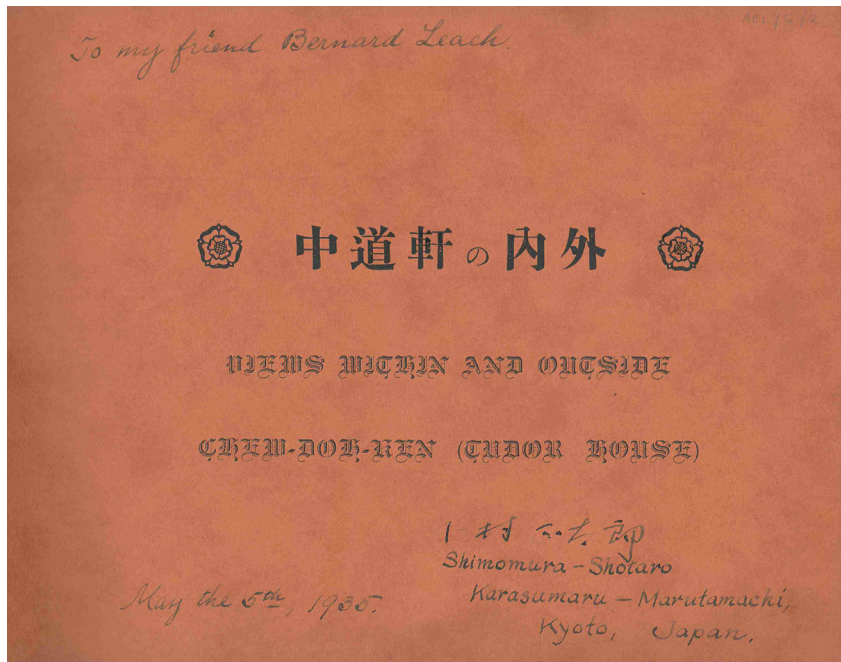 To my friend Bernard Leach.
中道軒の內外
VIEWS WITHIN AND OUTSIDE
CHEW-DOH-KEN (TUDOR HOUSE)
Shimomura-Shotaro
Karasumaru - Marutamachi,
May the 5th, 1935.
Kyoto, Japan.